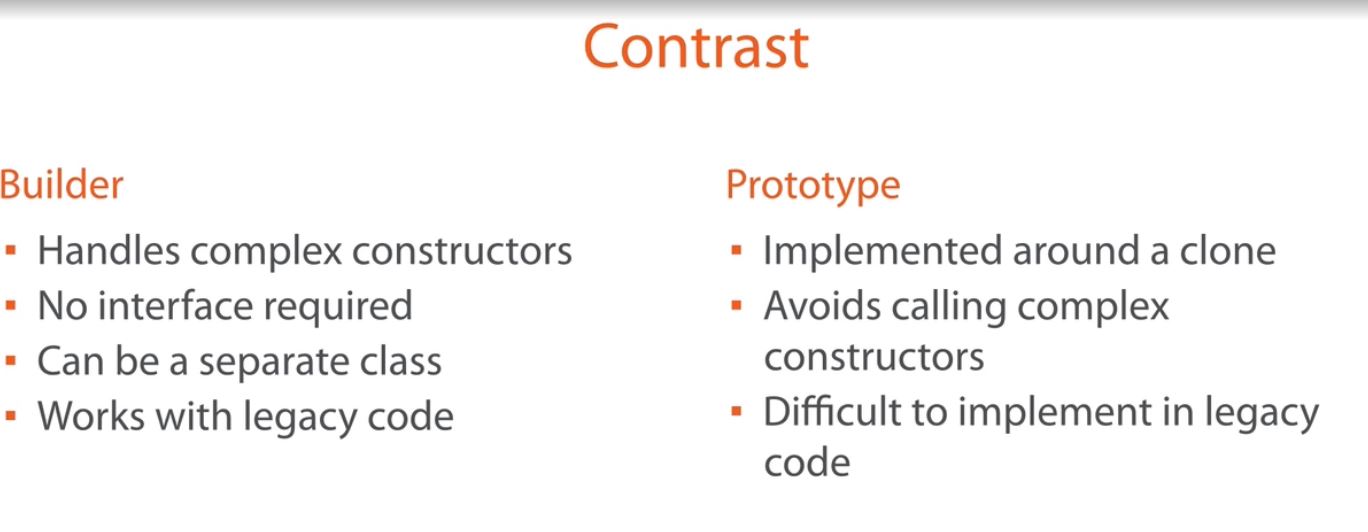 Contrast
Builder
▪ Handles complex constructors
▪ No interface required
▪ Can be a separate class
▪ Works with legacy code
Prototype
▪ Implemented around a clone
▪ Avoids calling complex
constructors
▪ Difficult to implement in legacy
code